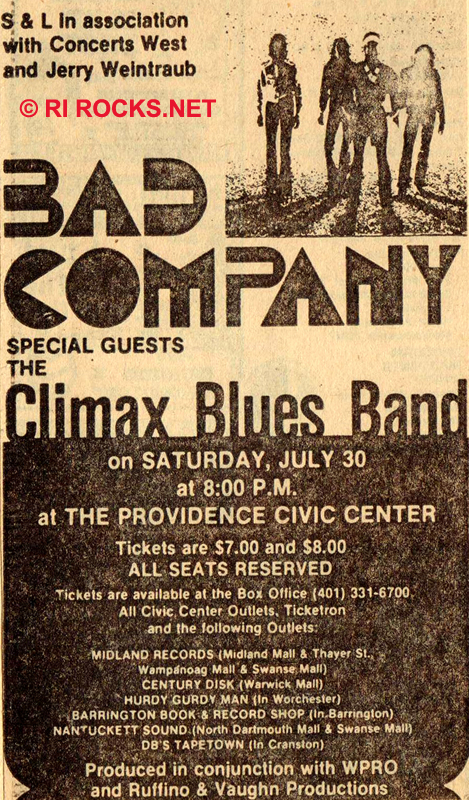 S & L in association
with Concerts West
and Jerry Weintraub
© RI ROCKS.NET
BAD
COMPANY
SPECIAL GUESTS
THE
Climax Blues Band
on SATURDAY, JULY 30
at 8:00 P.M.
at THE PROVIDENCE CIVIC CENTER
Tickets are $7.00 and $8.00
ALL SEATS RESERVED
Tickets are available at the Box Office (401) 331-6700
All Civic Center Outlets, Ticketron
and the following Outlets:
MIDLAND RECORDS (Midland Mall & Thayer St.,
Wampanoag Mall & Swanse Mall)
CENTURY DISK (Warwick Mall)
HURDY GURDY MAN (In Worchester)
BARRINGTON BOOK & RECORD SHOP (In Barrington)
NANTUCKETT SOUND (North Dartmouth Mall & Swanse Mall)
DB'S TAPETOWN (In Cranston)
Produced in conjunction with WPRO
and Ruffino & Vaughn Productions